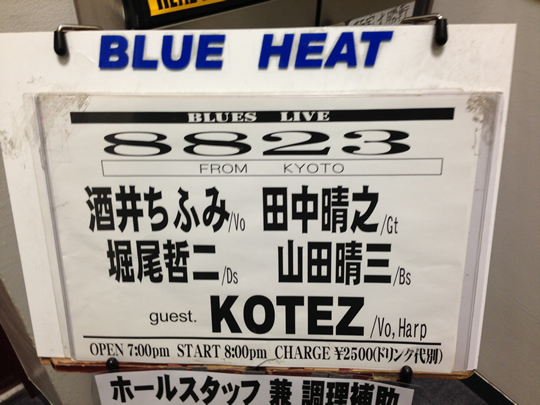 BLUE HEAT
BLUES LIVE
8823
FROM KYOTO
酒井ちふみ/Vo 田中晴之/Gt
堀尾哲二/Ds 山田晴三/Bs
guest. KOTEZ/Vo,Harp
OPEN 7:00pm START 8:00pm CHARGE ¥2500(ドリンク代別)
ホールスタッフ 兼 調理補助